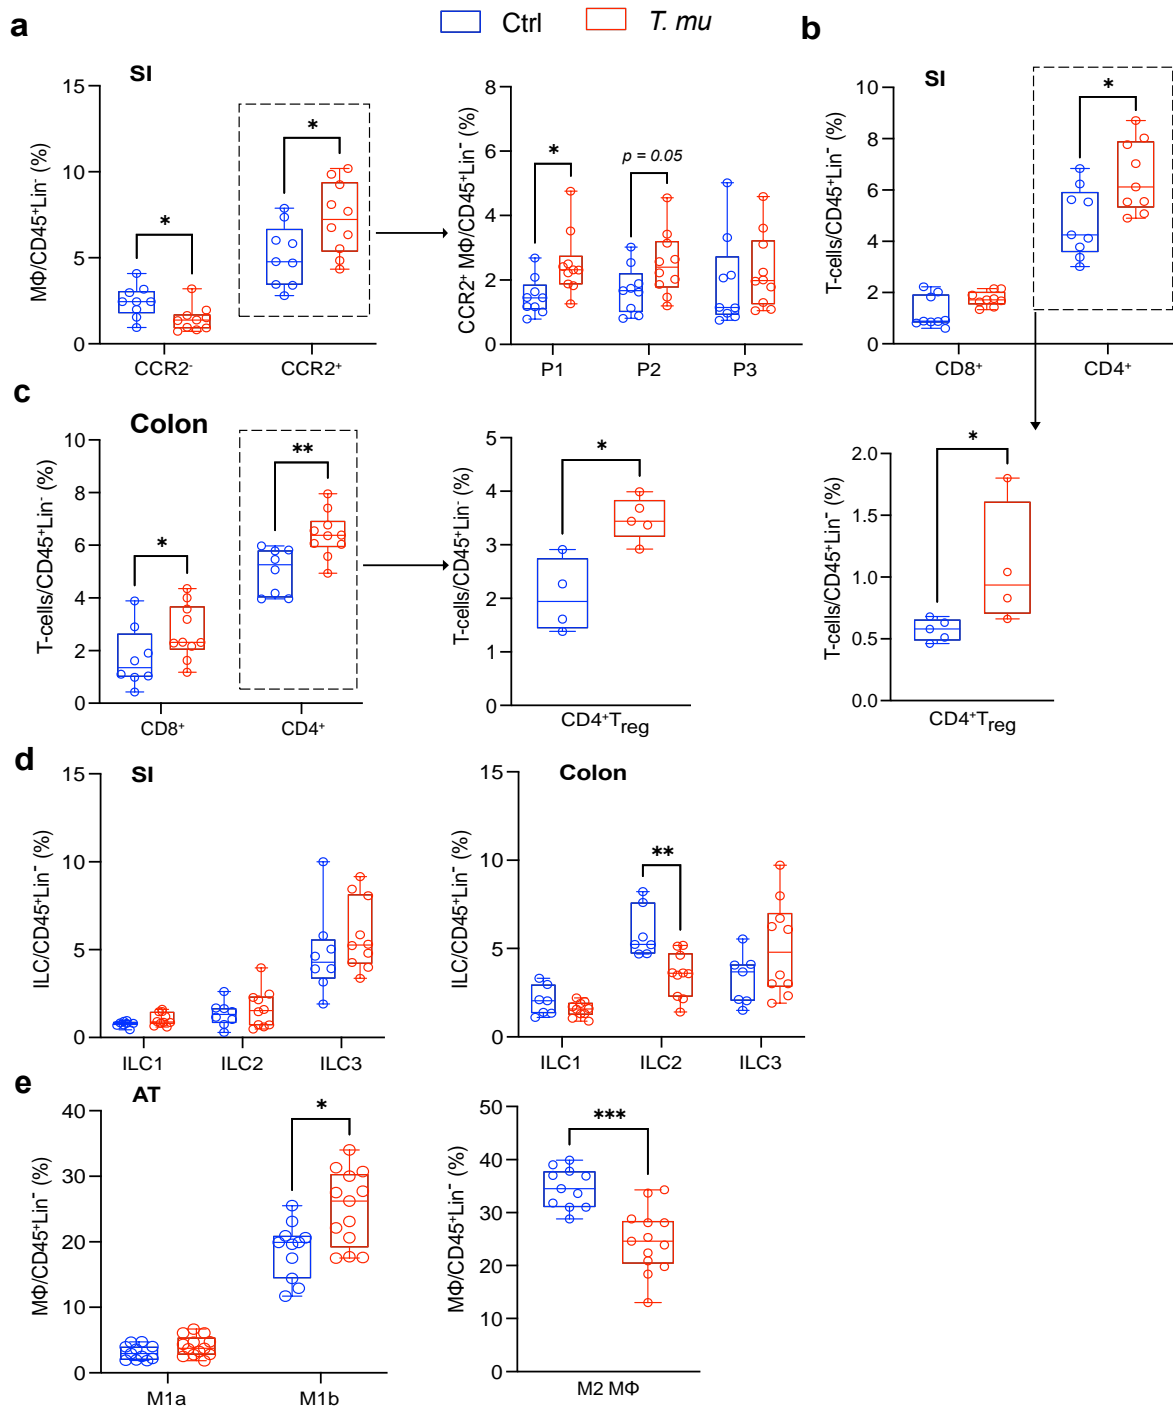 Ctrl
T. mu
a
SI
MΦ/CD45⁺Lin⁻ (%)
15
10
5
0
*
*
CCR2⁻
CCR2⁺
CCR2⁺ MΦ/CD45⁺Lin⁻ (%)
8
6
4
2
0
*
p = 0.05
P1
P2
P3
b
SI
T-cells/CD45⁺Lin⁻ (%)
10
8
6
4
2
0
*
CD8⁺
CD4⁺
T-cells/CD45⁺Lin⁻ (%)
2.0
1.5
1.0
0.5
0.0
*
CD4⁺Treg
c
Colon
T-cells/CD45⁺Lin⁻ (%)
10
8
6
4
2
0
*
**
CD8⁺
CD4⁺
T-cells/CD45⁺Lin⁻ (%)
5
4
3
2
1
0
*
CD4⁺Treg
d
SI
ILC/CD45⁺Lin⁻ (%)
15
10
5
0
ILC1
ILC2
ILC3
Colon
ILC/CD45⁺Lin⁻ (%)
15
10
5
0
**
ILC1
ILC2
ILC3
e
AT
MΦ/CD45⁺Lin⁻ (%)
40
30
20
10
0
*
M1a
M1b
MΦ/CD45⁺Lin⁻ (%)
50
40
30
20
10
0
***
M2 MΦ